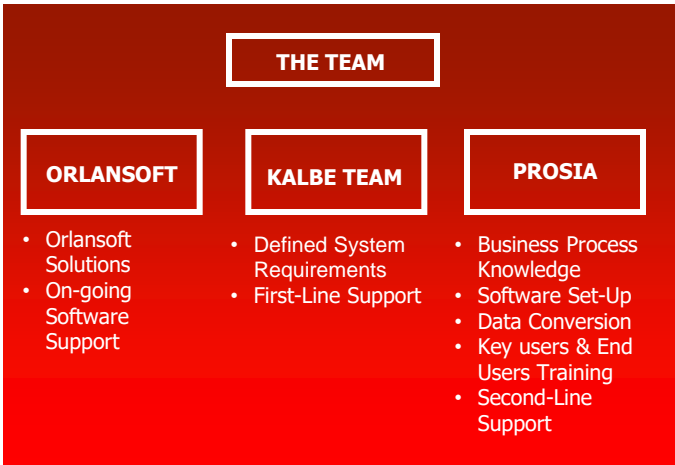 THE TEAM
ORLANSOFT
• Orlansoft
Solutions
• On-going
Software
Support
KALBE TEAM
• Defined System
Requirements
• First-Line Support
PROSIA
• Business Process
Knowledge
• Software Set-Up
• Data Conversion
• Key users & End
Users Training
• Second-Line
Support